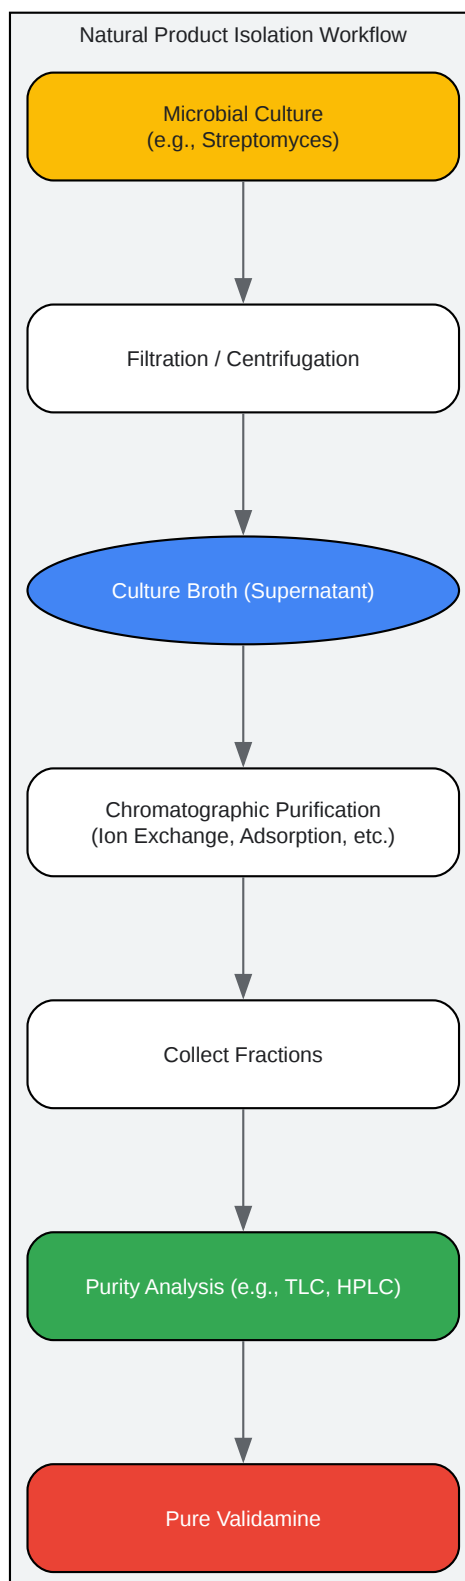 Natural Product Isolation Workflow
Microbial Culture
(e.g., Streptomyces)
Filtration / Centrifugation
Culture Broth (Supernatant)
Chromatographic Purification
(Ion Exchange, Adsorption, etc.)
Collect Fractions
Purity Analysis (e.g., TLC, HPLC)
Pure Validamine